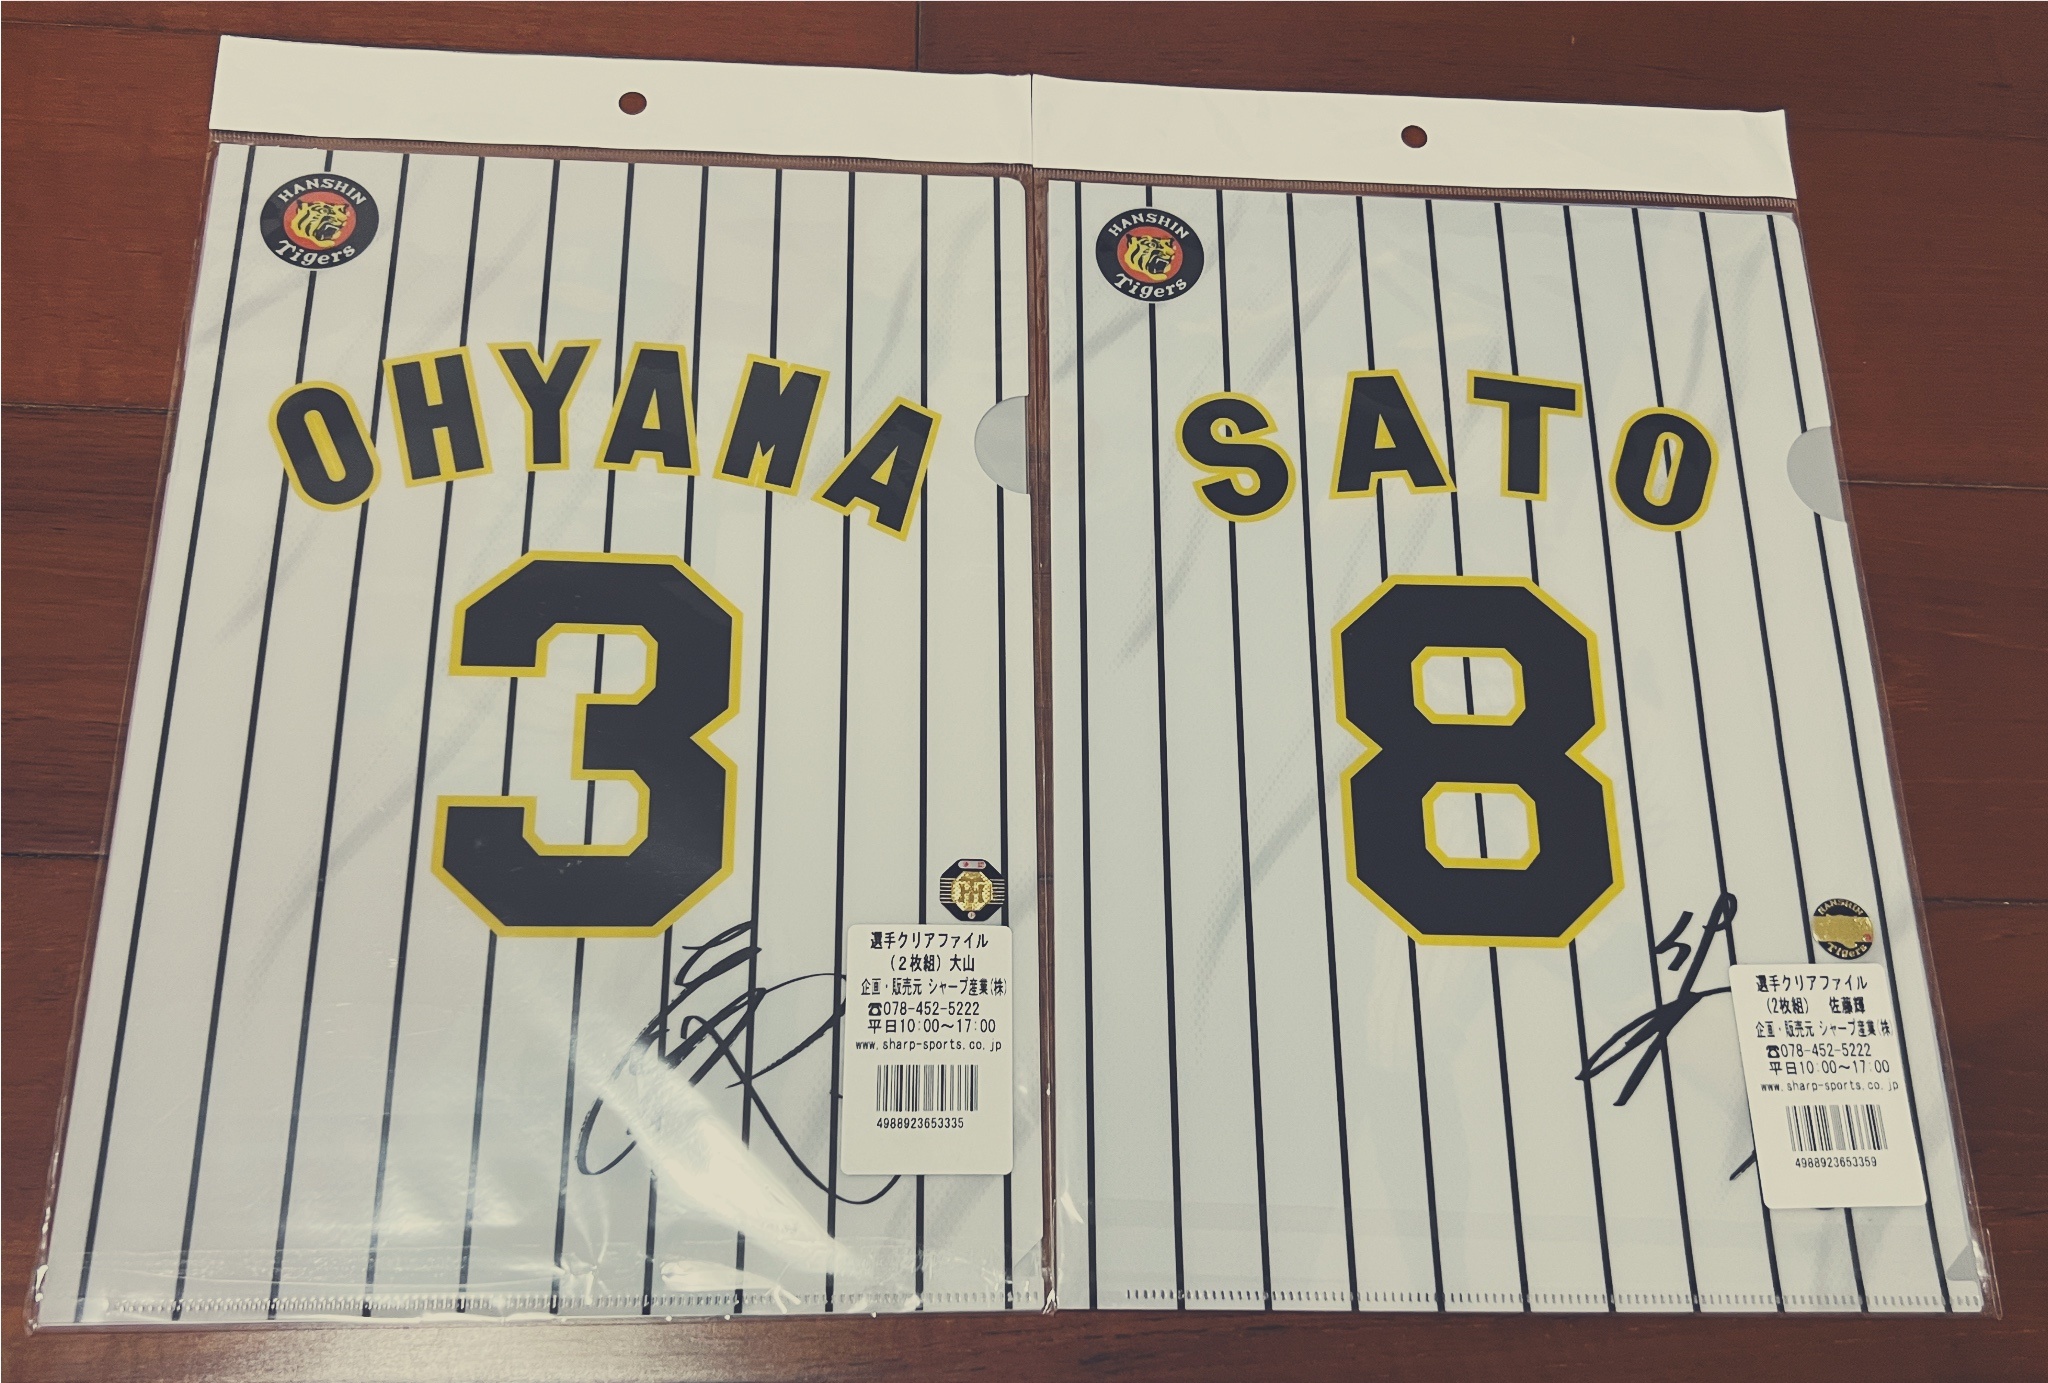 HANSHIN
Tigers
OHYAMA
3
選手クリアファイル
(2枚組) 大山
企画・販売元 シャープ産業(株)
☎078-452-5222
平日10:00～17:00
www.sharp-sports.co.jp
4988923653335
HANSHIN
Tigers
SATO
8
HANSHIN
Tigers
選手クリアファイル
(2枚組) 佐藤輝
企画・販売元 シャープ産業(株
☎078-452-5222
平日10:00～17:00
www.sharp-sports.co.jp
4988923653359